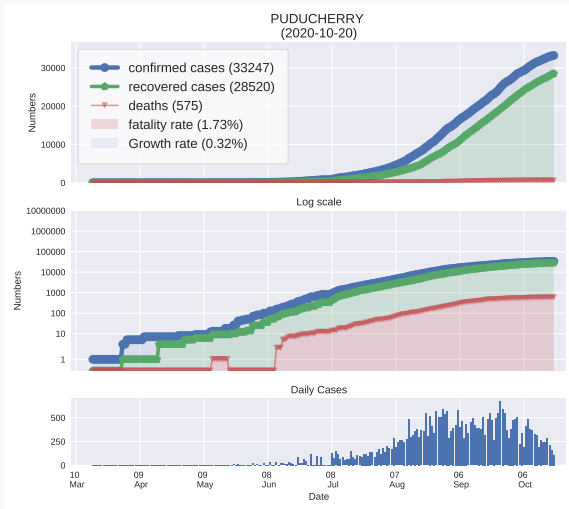 PUDUCHERRY
(2020-10-20)
Numbers
30000
20000
10000
0
confirmed cases (33247)
recovered cases (28520)
deaths (575)
fatality rate (1.73%)
Growth rate (0.32%)
Log scale
Numbers
10000000
1000000
100000
10000
1000
100
10
1
Daily Cases
500
250
0
10 09 09 08 08 07 06 06
Mar Apr May Jun Jul Aug Sep Oct
Date